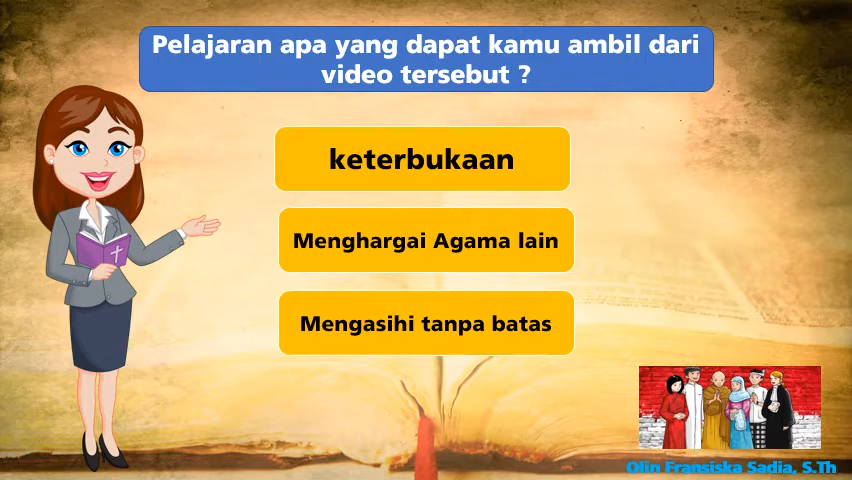 Pelajaran apa yang dapat kamu ambil dari
video tersebut ?
keterbukaan
Menghargai Agama lain
Mengasihi tanpa batas
Olin Fransiska Sadia, S.Th